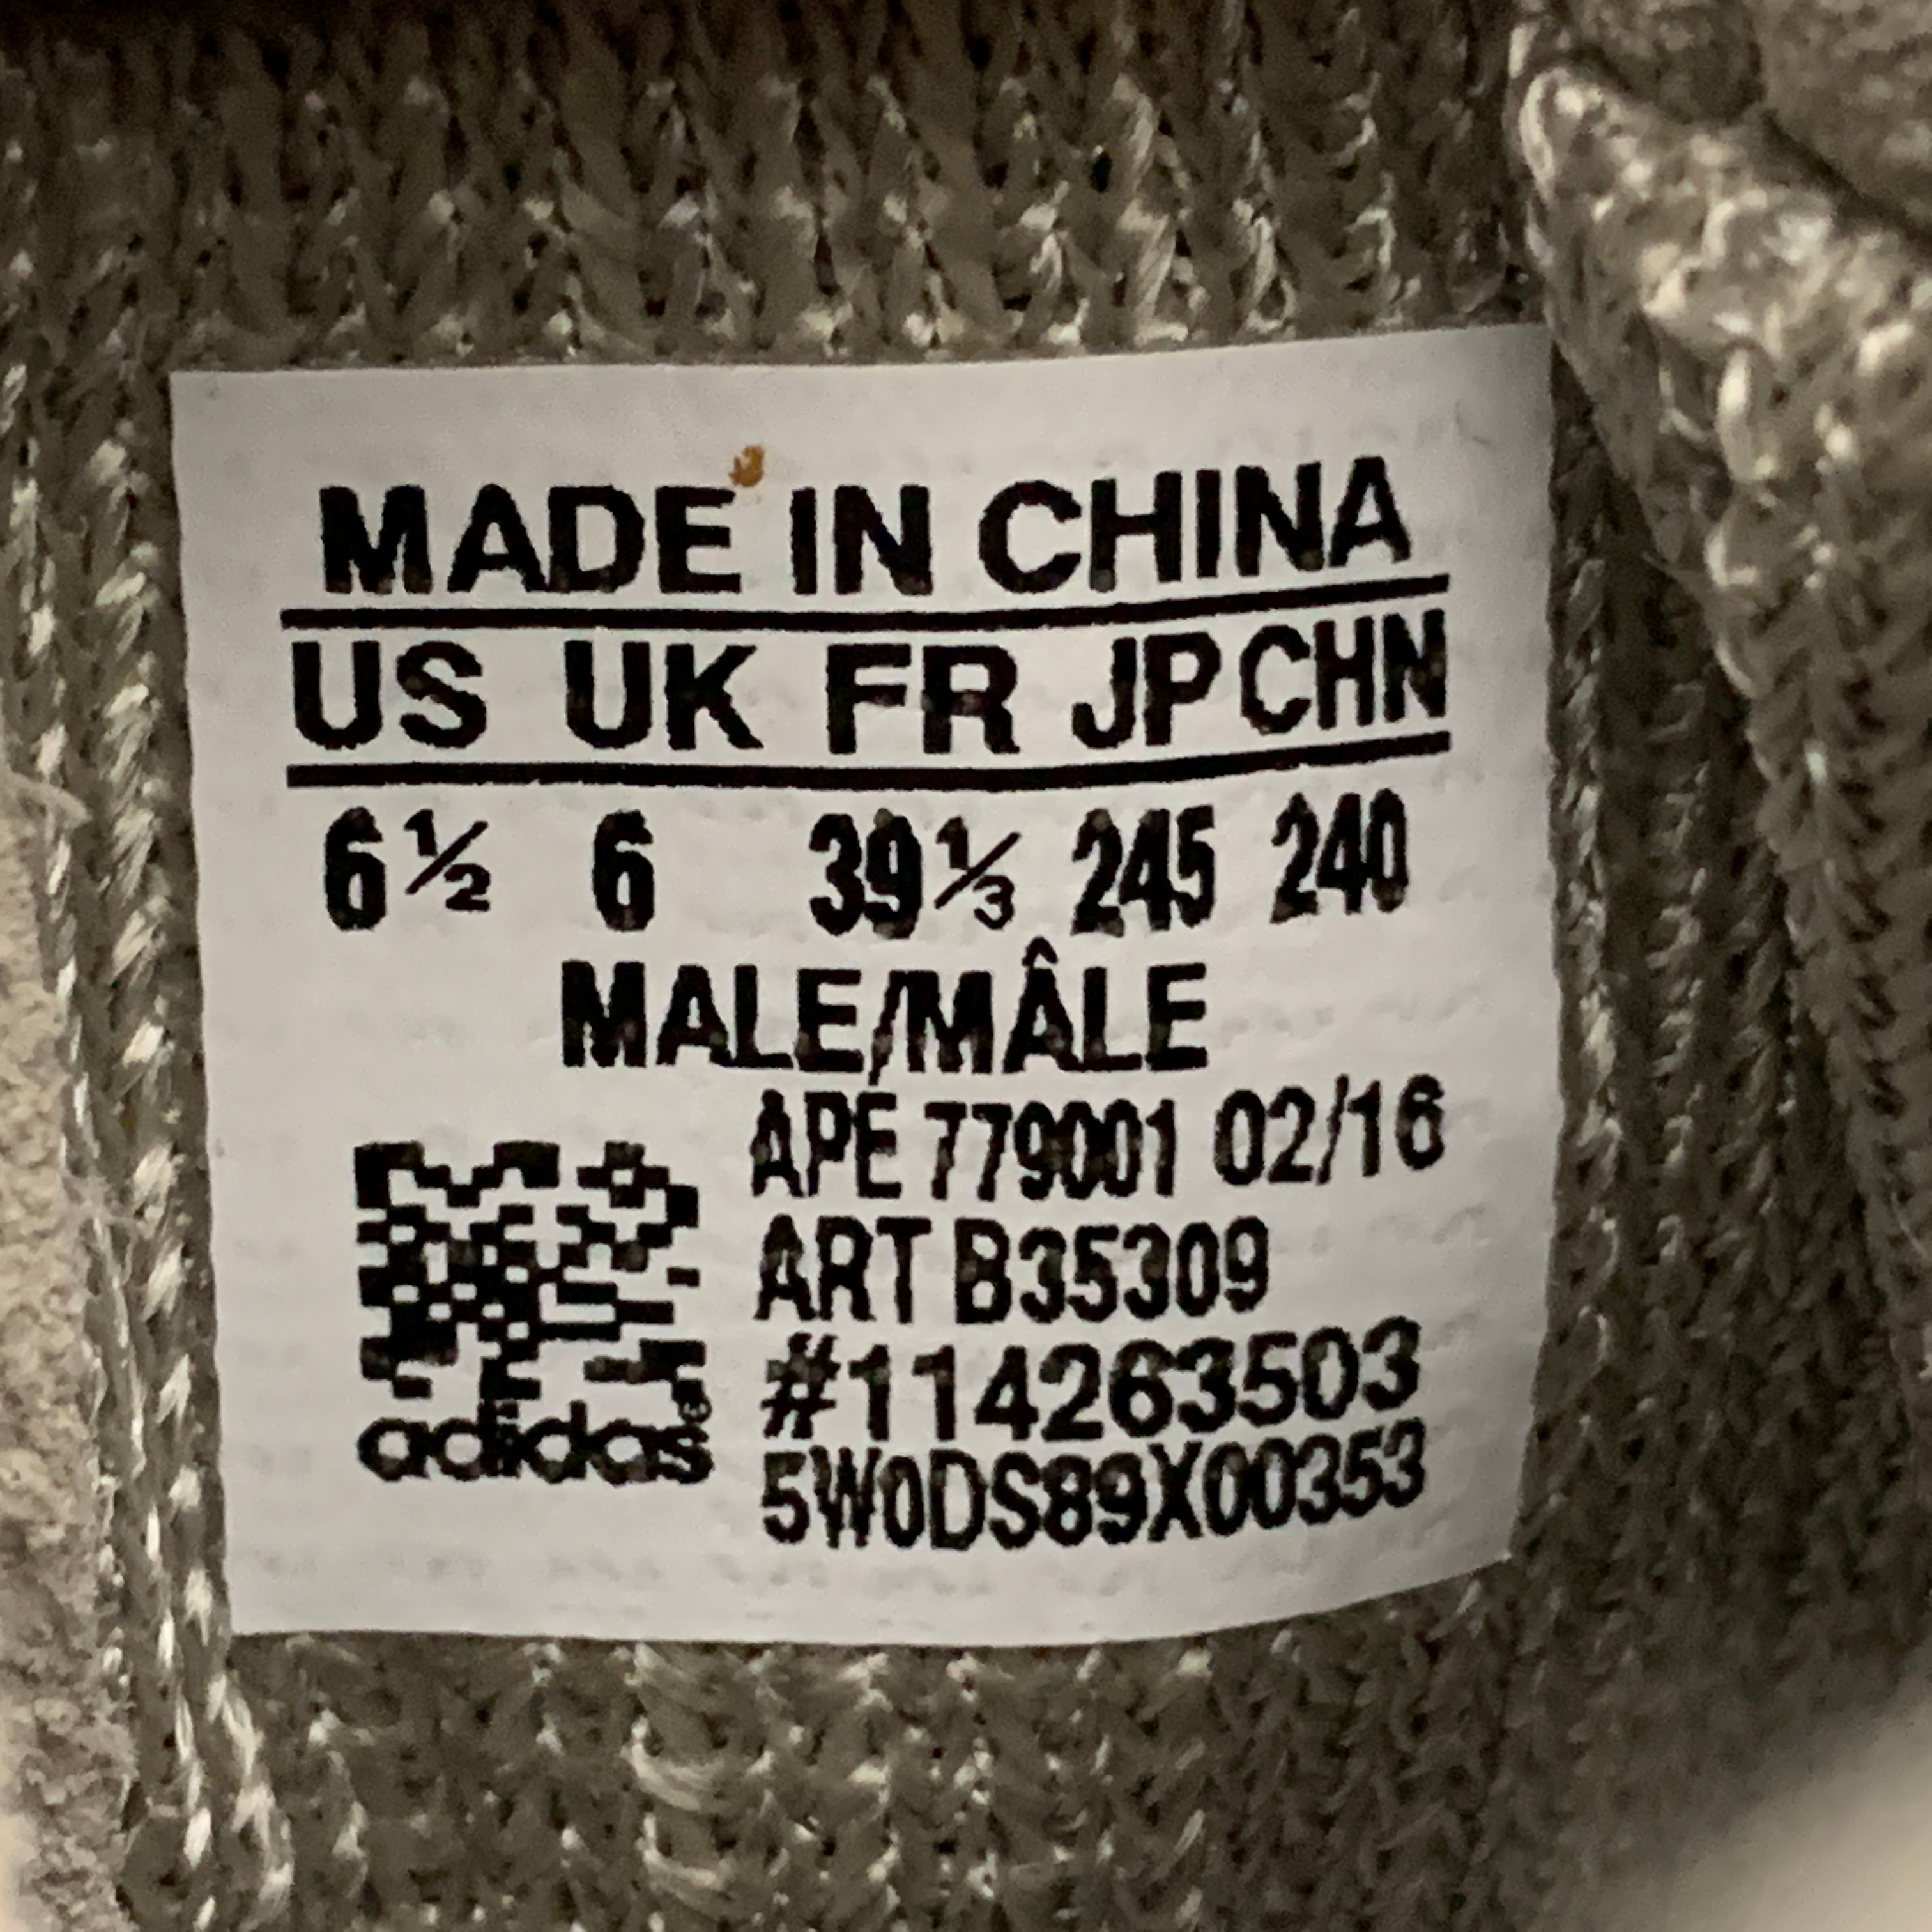 MADE IN CHINA
US UK FR JP CHN
6½ 6 39⅓ 245 240
MALE/MÂLE
APE 779001 02/16
ART B35309
#114263503
adidas®
5W0DS89X00353